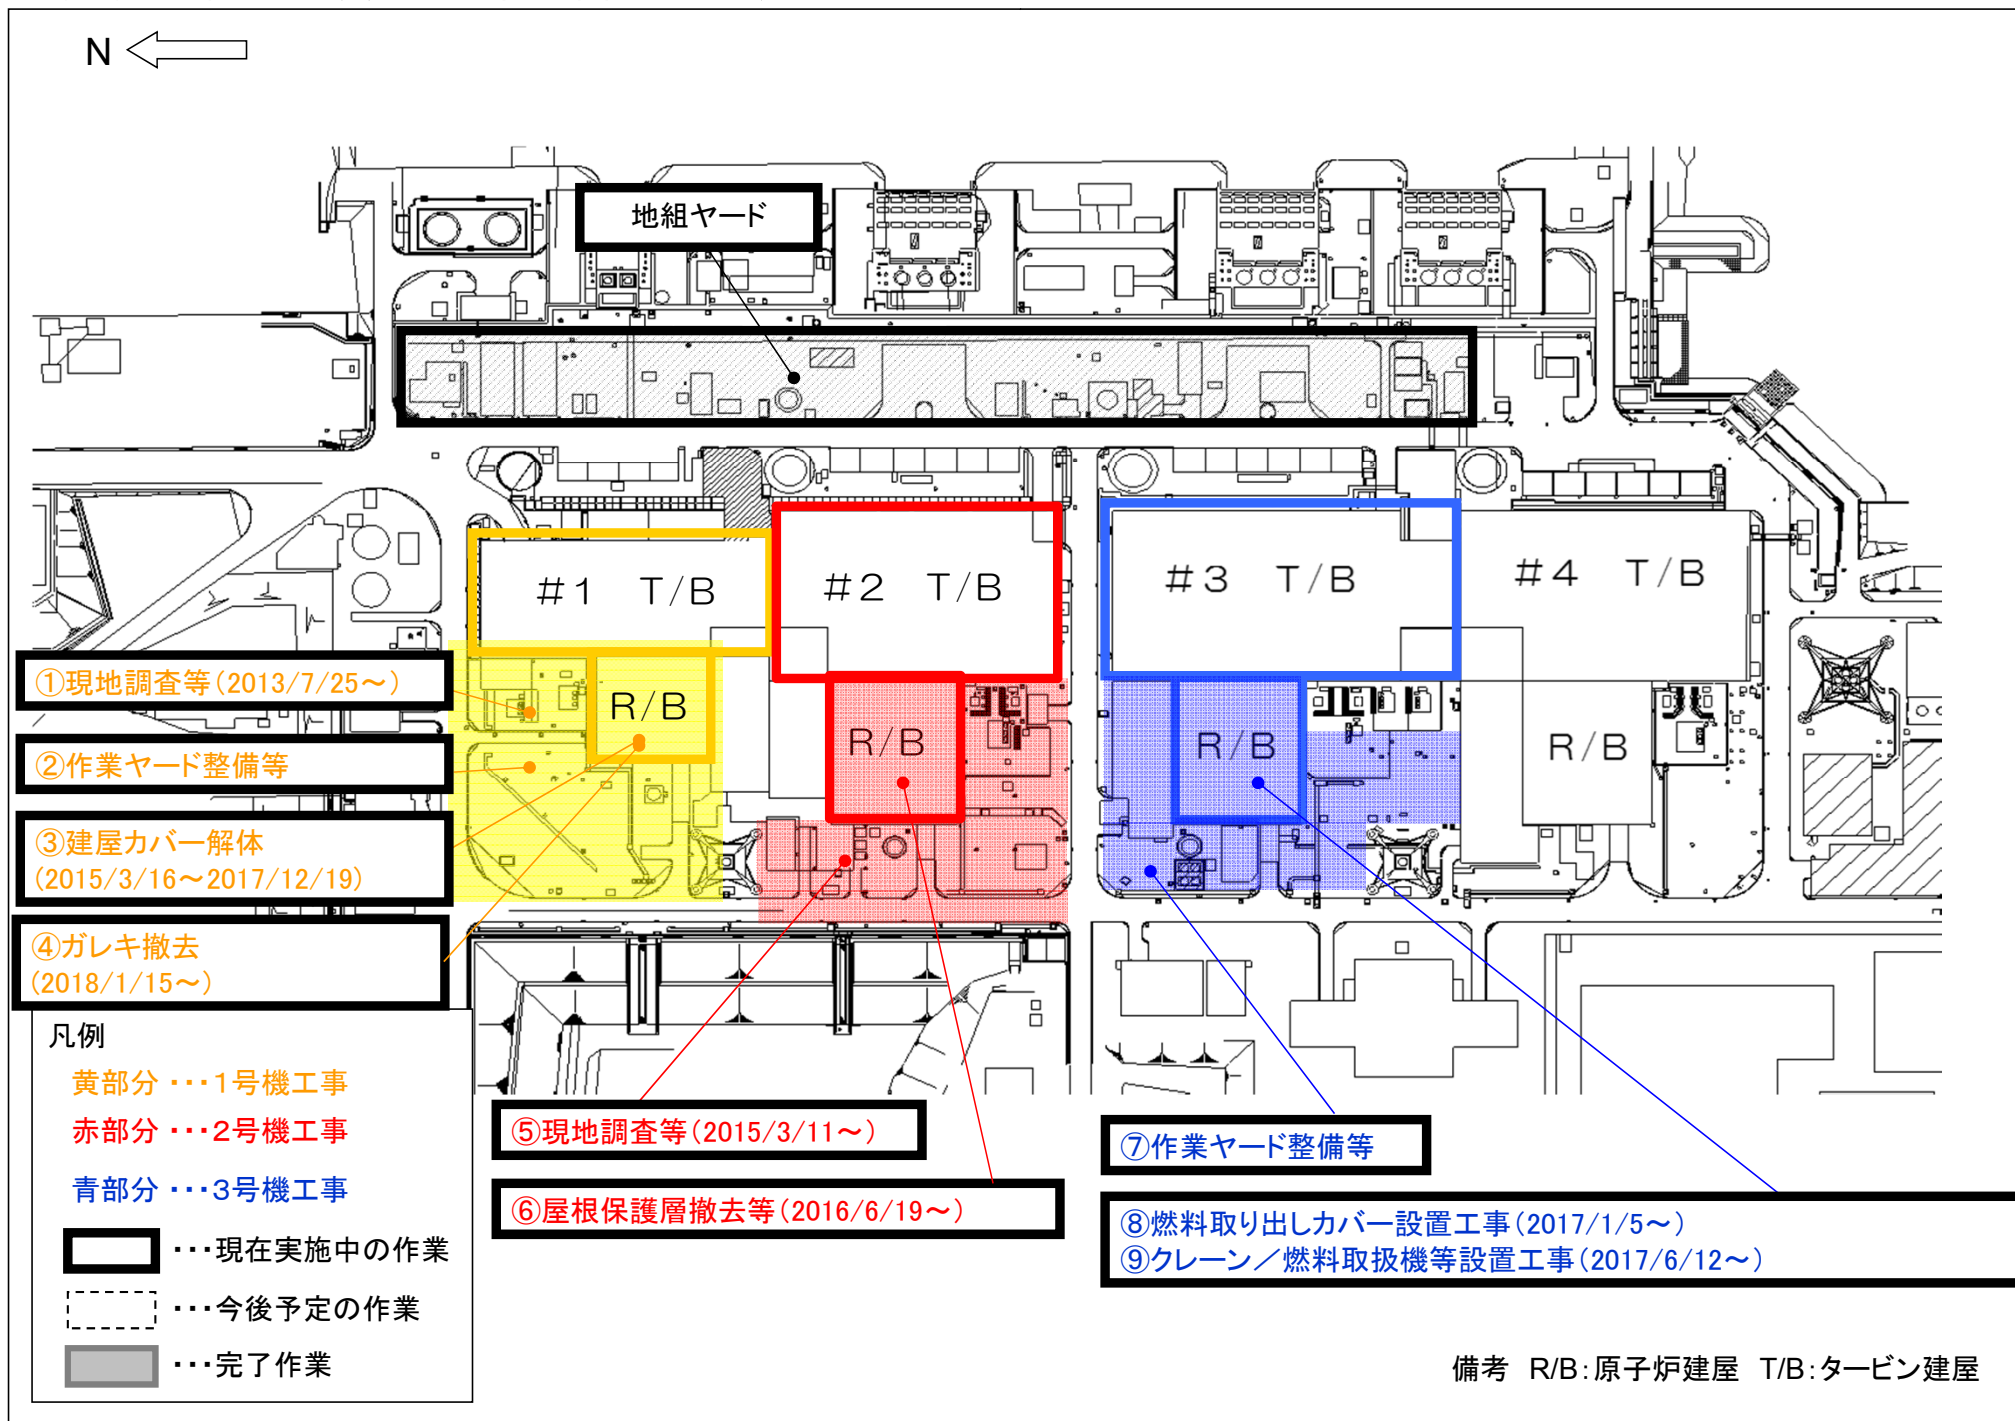 N
地組ヤード
#1 T/B
#2 T/B
#3 T/B
#4 T/B
R/B
R/B
R/B
R/B
①現地調査等(2013/7/25～)
②作業ヤード整備等
③建屋カバー解体
(2015/3/16～2017/12/19)
④ガレキ撤去
(2018/1/15～)
凡例
黄部分 ・・・1号機工事
赤部分 ・・・2号機工事
青部分 ・・・3号機工事
・・・現在実施中の作業
・・・今後予定の作業
・・・完了作業
⑤現地調査等(2015/3/11～)
⑥屋根保護層撤去等(2016/6/19～)
⑦作業ヤード整備等
⑧燃料取り出しカバー設置工事(2017/1/5～)
⑨クレーン／燃料取扱機等設置工事(2017/6/12～)
備考 R/B:原子炉建屋 T/B:タービン建屋